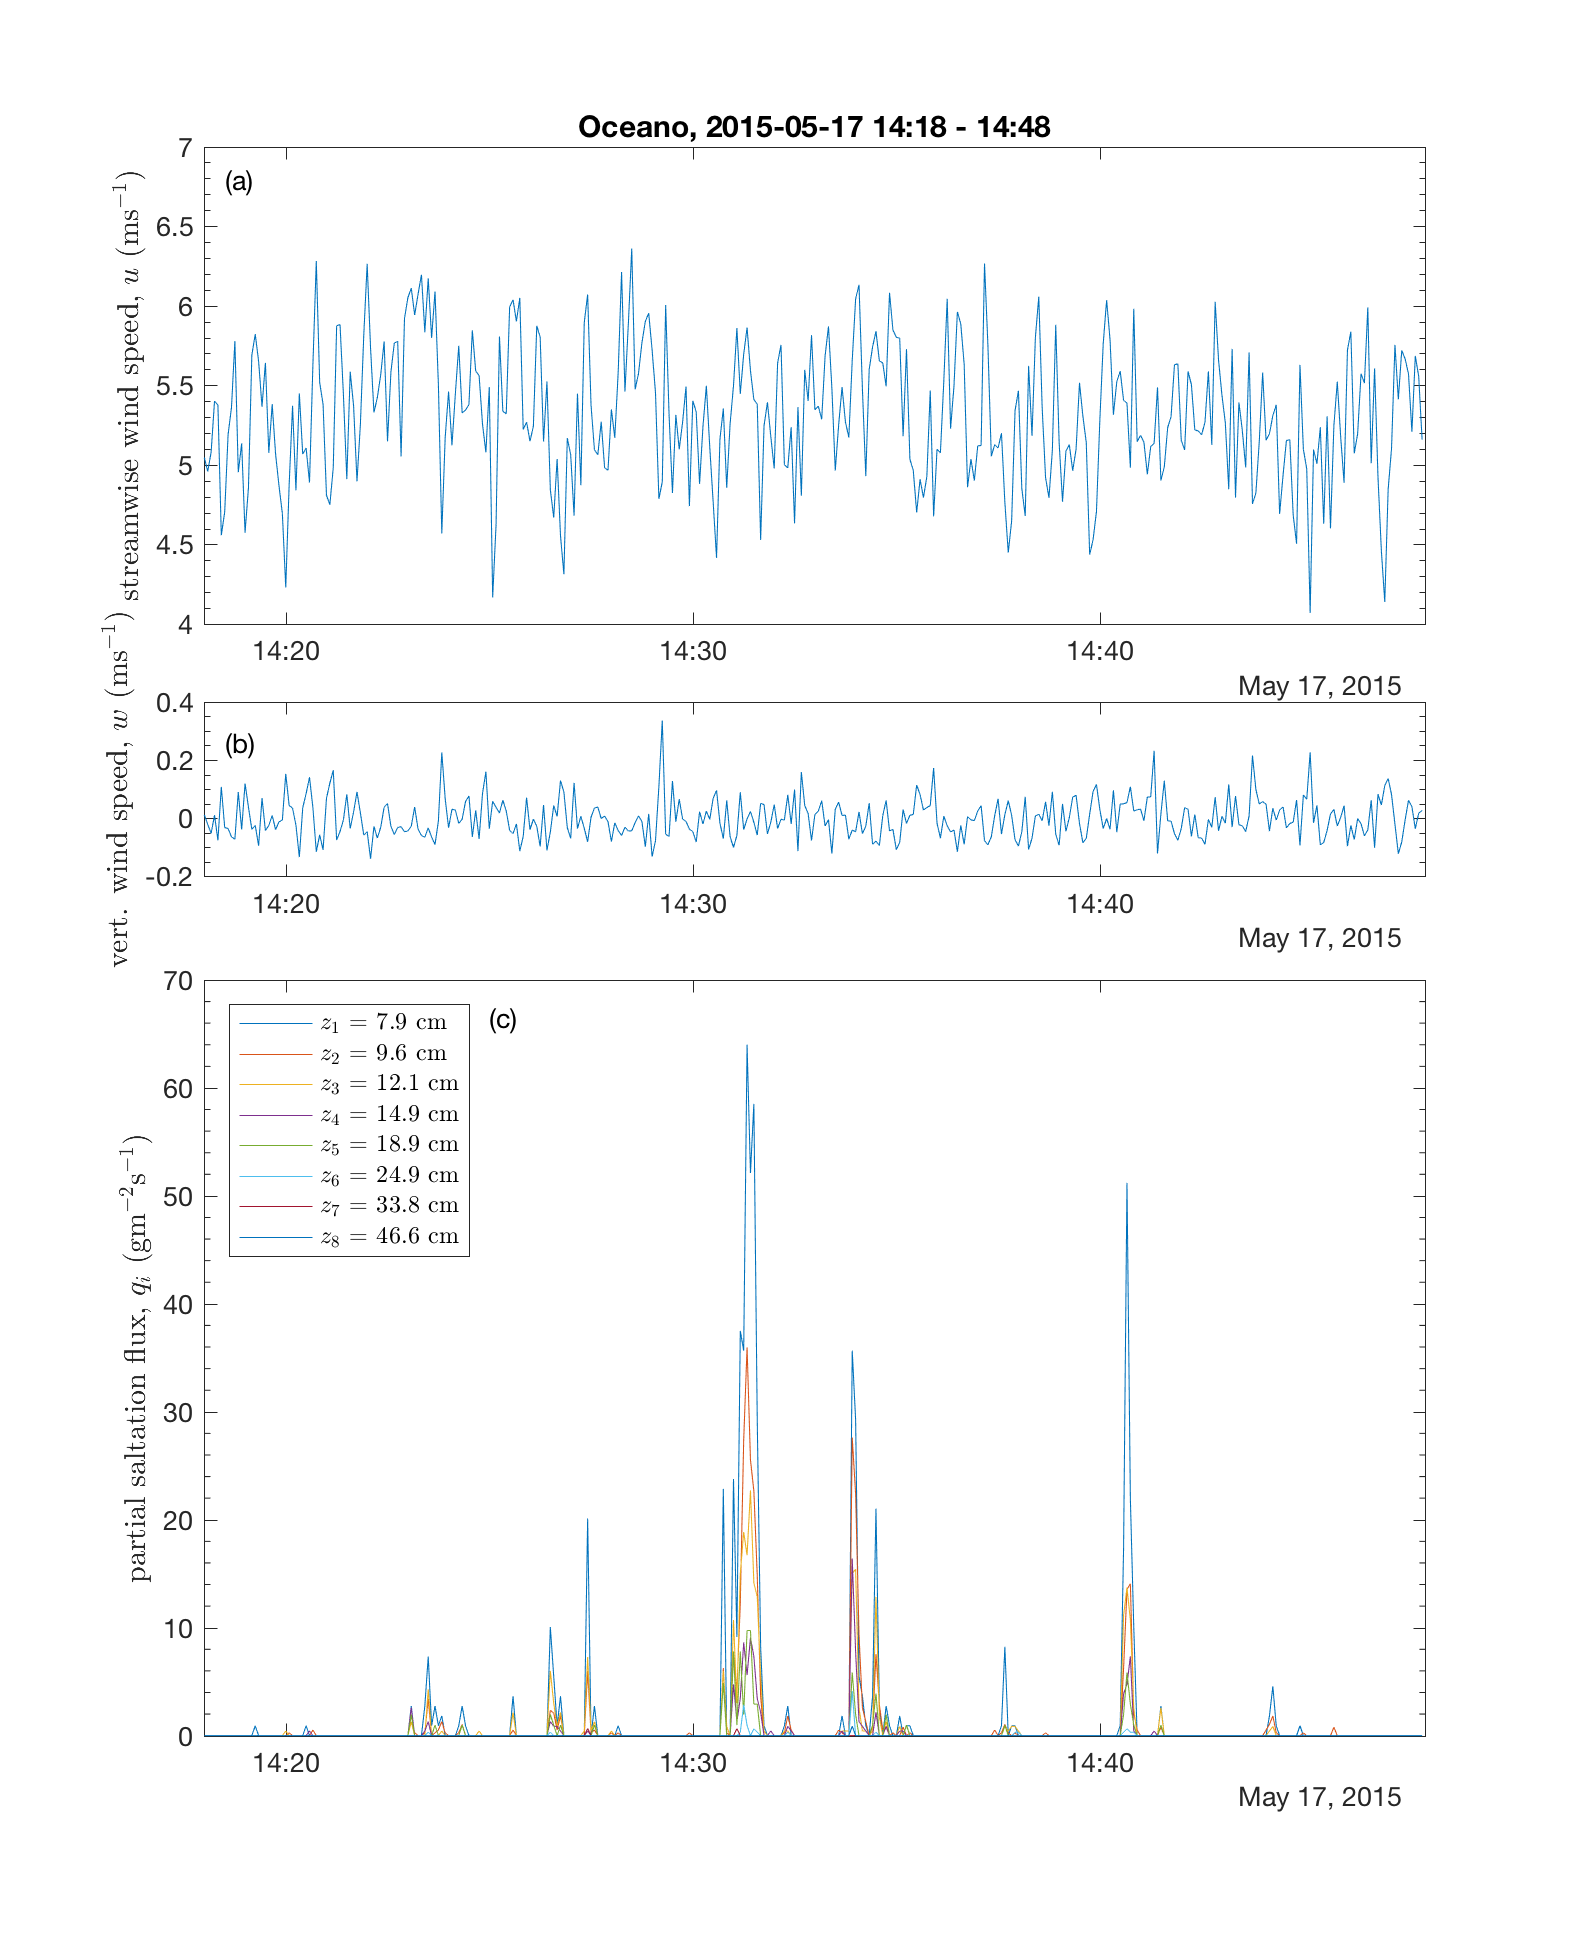 Oceano, 2015-05-17 14:18 - 14:48
(a)
streamwise wind speed, u (ms⁻¹)
7
6.5
6
5.5
5
4.5
4
14:20 14:30 14:40
May 17, 2015
(b)
vert. wind speed, w (ms⁻¹)
0.4
0.2
0
-0.2
14:20 14:30 14:40
May 17, 2015
(c)
partial saltation flux, qᵢ (gm⁻²s⁻¹)
70
60
50
40
30
20
10
0
z₁ = 7.9 cm
z₂ = 9.6 cm
z₃ = 12.1 cm
z₄ = 14.9 cm
z₅ = 18.9 cm
z₆ = 24.9 cm
z₇ = 33.8 cm
z₈ = 46.6 cm
14:20 14:30 14:40
May 17, 2015